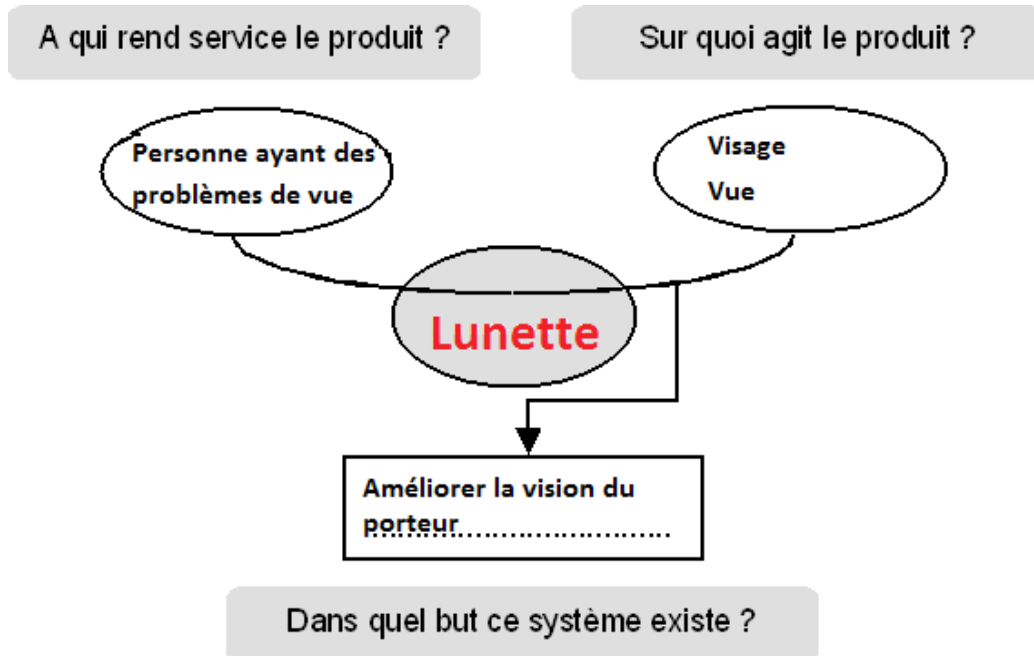 A qui rend service le produit ?
Sur quoi agit le produit ?
Personne ayant des
problèmes de vue
Visage
Vue
Lunette
Améliorer la vision du
porteur.......................................
Dans quel but ce système existe ?